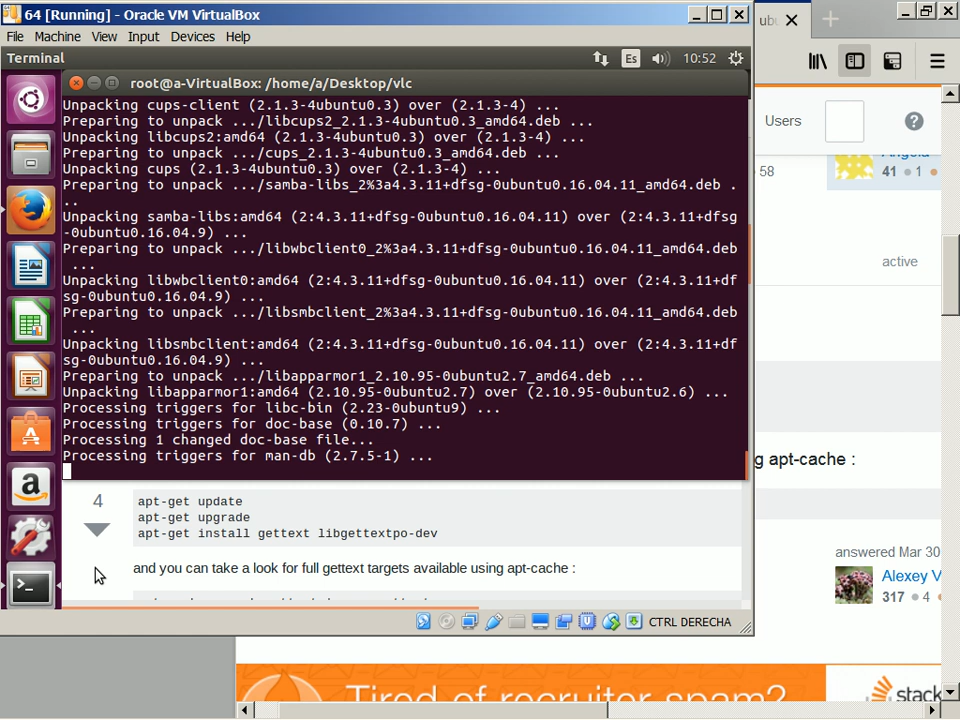 64 [Running] - Oracle VM VirtualBox
File Machine View Input Devices Help
Terminal
Es
10:52
root@a-VirtualBox: /home/a/Desktop/vlc
Unpacking cups-client (2.1.3-4ubuntu0.3) over (2.1.3-4) ...
Preparing to unpack .../libcups2_2.1.3-4ubuntu0.3_amd64.deb ...
Unpacking libcups2:amd64 (2.1.3-4ubuntu0.3) over (2.1.3-4) ...
Preparing to unpack .../cups_2.1.3-4ubuntu0.3_amd64.deb ...
Unpacking cups (2.1.3-4ubuntu0.3) over (2.1.3-4) ...
Preparing to unpack .../samba-libs_2%3a4.3.11+dfsg-0ubuntu0.16.04.11_amd64.deb .
..
Unpacking samba-libs:amd64 (2:4.3.11+dfsg-0ubuntu0.16.04.11) over (2:4.3.11+dfsg
-0ubuntu0.16.04.9) ...
Preparing to unpack .../libwbclient0_2%3a4.3.11+dfsg-0ubuntu0.16.04.11_amd64.deb
...
Unpacking libwbclient0:amd64 (2:4.3.11+dfsg-0ubuntu0.16.04.11) over (2:4.3.11+df
sg-0ubuntu0.16.04.9) ...
Preparing to unpack .../libsmbclient_2%3a4.3.11+dfsg-0ubuntu0.16.04.11_amd64.deb
...
Unpacking libsmbclient:amd64 (2:4.3.11+dfsg-0ubuntu0.16.04.11) over (2:4.3.11+df
sg-0ubuntu0.16.04.9) ...
Preparing to unpack .../libapparmor1_2.10.95-0ubuntu2.7_amd64.deb ...
Unpacking libapparmor1:amd64 (2.10.95-0ubuntu2.7) over (2.10.95-0ubuntu2.6) ...
Processing triggers for libc-bin (2.23-0ubuntu9) ...
Processing triggers for doc-base (0.10.7) ...
Processing 1 changed doc-base file...
Processing triggers for man-db (2.7.5-1) ...
4
apt-get update
apt-get upgrade
apt-get install gettext libgettextpo-dev
and you can take a look for full gettext targets available using apt-cache :
CTRL DERECHA
ubu
Users
58
41 1
active
g apt-cache :
answered Mar 30
Alexey V
317 4
Tired of recruiter spam?
stack